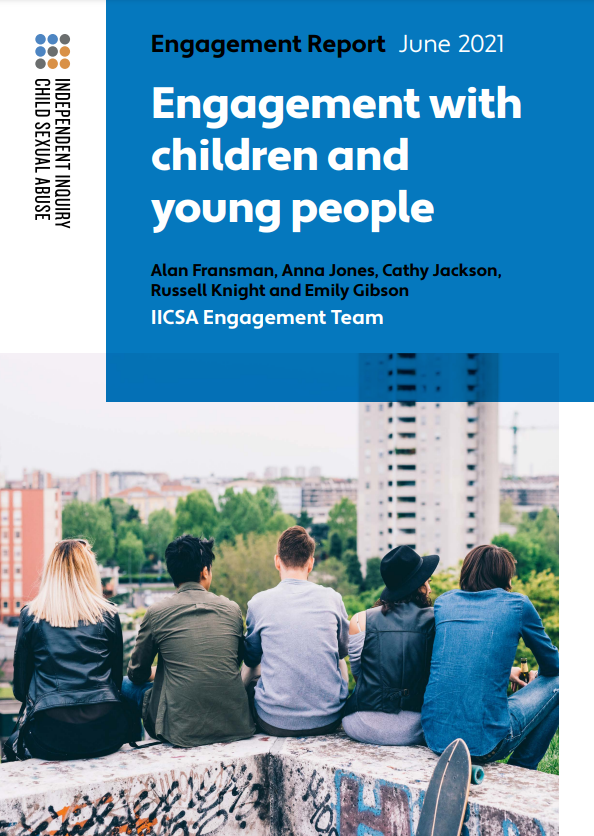 INDEPENDENT INQUIRY
CHILD SEXUAL ABUSE
Engagement Report June 2021
Engagement with
children and
young people
Alan Fransman, Anna Jones, Cathy Jackson,
Russell Knight and Emily Gibson
IICSA Engagement Team